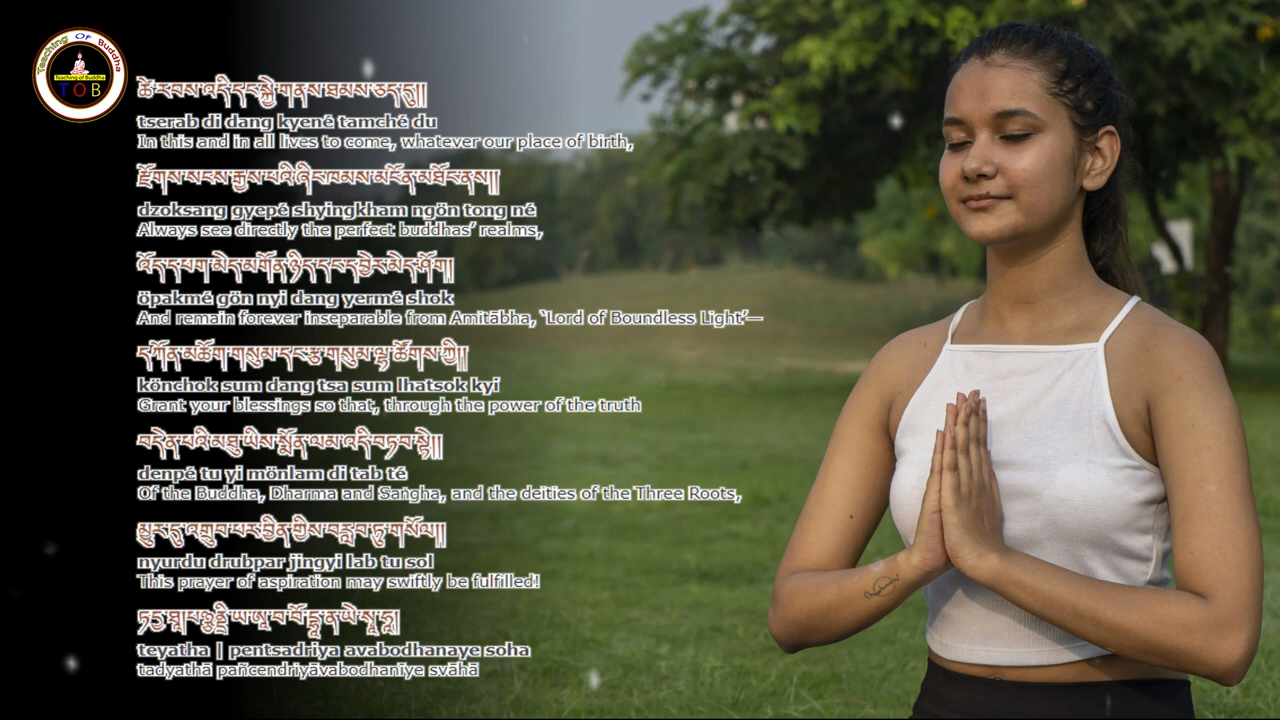 Teaching Of Buddha
Teaching of Buddha
T O B
ཚེ་རབས་འདི་དང་སྐྱེ་གནས་ཐམས་ཅད་དུ།།
tserab di dang kyené tamché du
In this and in all lives to come, whatever our place of birth,
རྫོགས་སངས་རྒྱས་པའི་ཞིང་ཁམས་མངོན་མཐོང་ནས།།
dzoksang gyepé shyingkham ngön tong né
Always see directly the perfect buddhas’ realms,
འོད་དཔག་མེད་མགོན་ཉིད་དང་དབྱེར་མེད་ཤོག།
öpakmé gön nyi dang yermé shok
And remain forever inseparable from Amitābha, ‘Lord of Boundless Light’—
དཀོན་མཆོག་གསུམ་དང་རྩ་གསུམ་ལྷ་ཚོགས་ཀྱི།།
könchok sum dang tsa sum lhatsok kyi
Grant your blessings so that, through the power of the truth
བདེན་པའི་མཐུ་ཡིས་སྨོན་ལམ་འདི་བཏབ་སྟེ།།
denpé tu yi mönlam di tab té
Of the Buddha, Dharma and Saṅgha, and the deities of the Three Roots,
མྱུར་དུ་འགྲུབ་པར་བྱིན་གྱིས་བརླབ་ཏུ་གསོལ།།
nyurdu drubpar jingyi lab tu sol
This prayer of aspiration may swiftly be fulfilled!
ཏདྱ་ཐཱ།པཉྩནྡྲི་ཡ་ཨཱ་བ་བོ་དྷཱ་ན་ཡེ་སྭཱ་ཧཱ།
teyatha | pentsadriya avabodhanaye soha
tadyathā pañcendriyāvabodhanīye svāhā